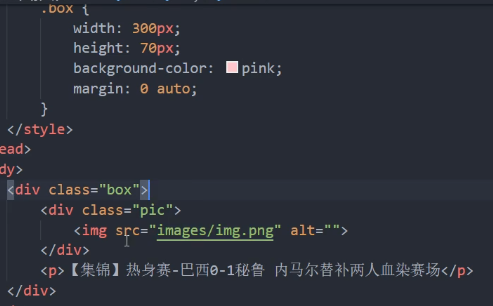 .box {
width: 300px;
height: 70px;
background-color: pink;
margin: 0 auto;
}
</style>
ead>
dy>
<div class="box">
<div class="pic">
<img src="images/img.png" alt="">
</div>
<p>【集锦】热身赛-巴西0-1秘鲁 内马尔替补两人血染赛场</p>
</div>